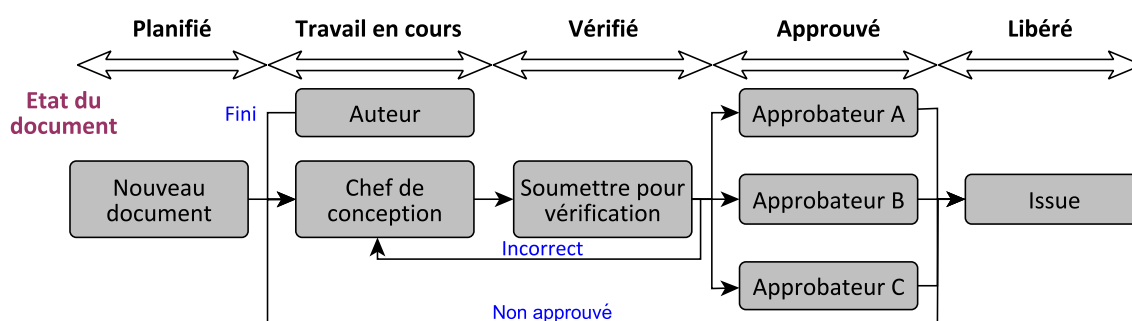 Planifié
Travail en cours
Vérifié
Approuvé
Libéré
Etat du
document
Fini
Auteur
Approbateur A
Nouveau
document
Chef de
conception
Soumettre pour
vérification
Approbateur B
Issue
Incorrect
Approbateur C
Non approuvé